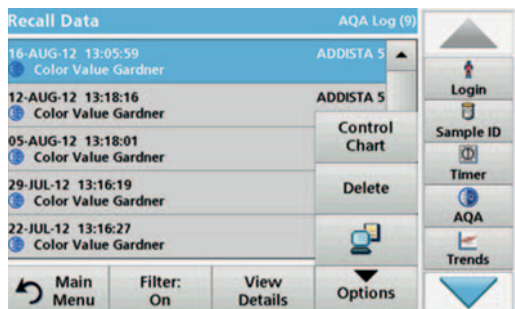 Recall Data AQA Log (9)
16-AUG-12 13:05:59 ADDISTA 5
Color Value Gardner
12-AUG-12 13:18:16 ADDISTA 5
Color Value Gardner
05-AUG-12 13:18:01
Color Value Gardner
29-JUL-12 13:16:19
Color Value Gardner
22-JUL-12 13:16:27
Color Value Gardner
Control
Chart
Delete
Main
Menu
Filter:
On
View
Details
Options
Login
Sample ID
Timer
AQA
Trends